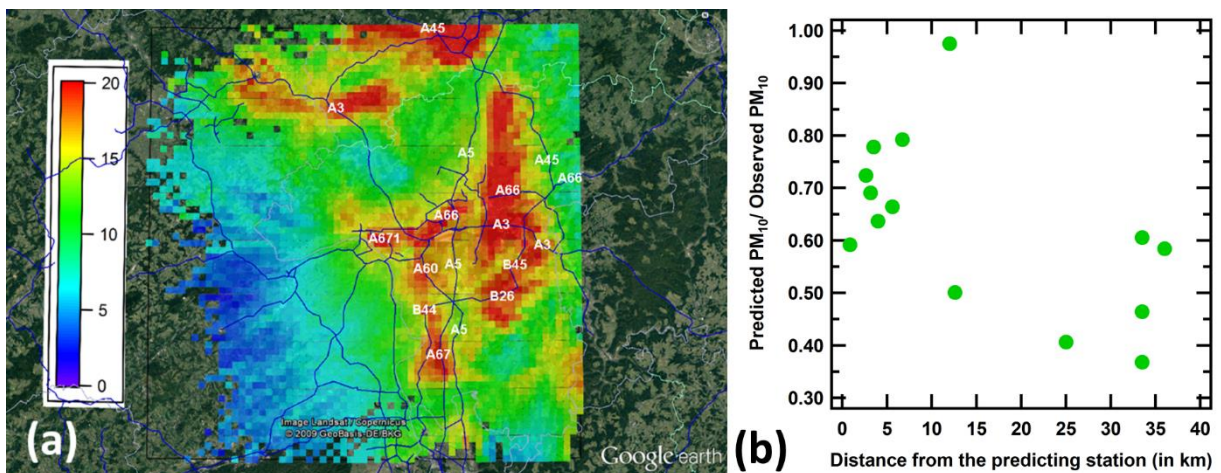 A45
20
15
10
5
0
A3
A5
A45
A66
A66
A66
A3
A671
A3
A60
A5
B45
B26
B44
A5
A67
Image Landsat / Copernicus
© 2009 GeoBasis-DE/BKG
Google earth
(a)
Predicted PM10/ Observed PM10
1.00
0.90
0.80
0.70
0.60
0.50
0.40
0.30
0 5 10 15 20 25 30 35 40
Distance from the predicting station (in km)
(b)